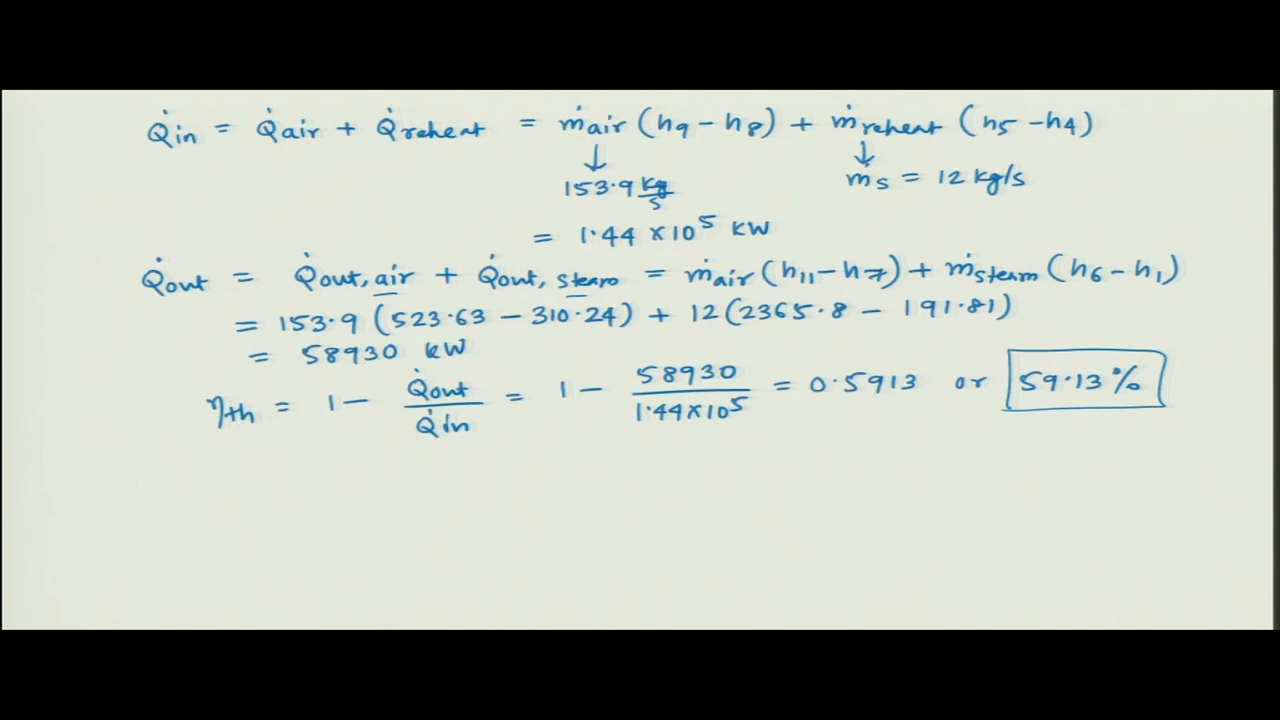 Q̇in = Q̇air + Q̇reheat = ṁair (h9 - h8) + ṁreheat (h5 - h4)
↓ ↓
153.9 kg/s ṁs = 12 kg/s
= 1.44 × 10^5 kW
Q̇out = Q̇out, air + Q̇out, steam = ṁair (h11 - h7) + ṁsteam (h6 - h1)
= 153.9 (523.63 - 310.24) + 12 (2365.8 - 191.81)
= 58930 kW
ηth = 1 - Q̇out/Q̇in = 1 - 58930/1.44×10^5 = 0.5913 or 59.13%